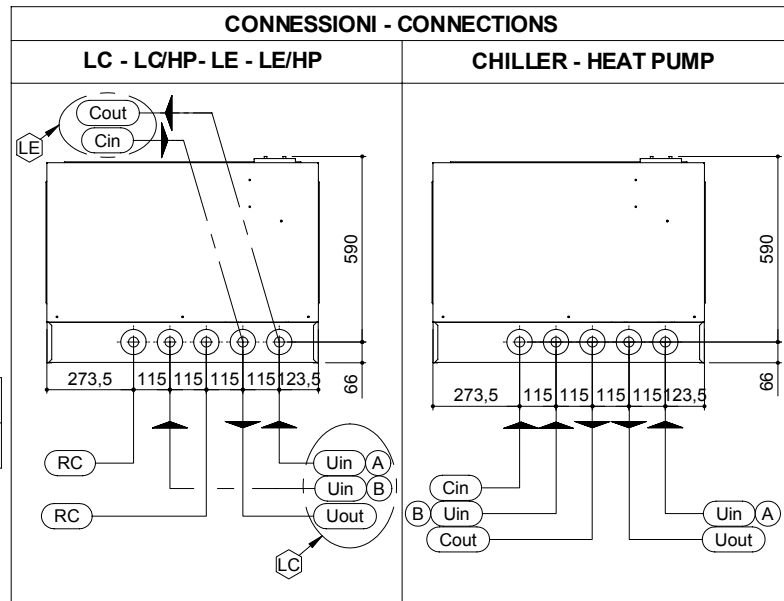 CONNESSIONI - CONNECTIONS
LC - LC/HP- LE - LE/HP
CHILLER - HEAT PUMP
Cout
Cin
LE
590
66
273,5 115 115 115 115 123,5
RC
RC
Uin A
Uin B
Uout
LC
590
66
273,5 115 115 115 115 123,5
Cin
B Uin
Cout
Uin A
Uout